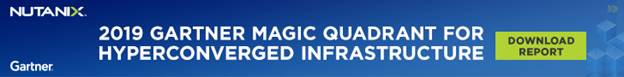 NUTANIX
2019 GARTNER MAGIC QUADRANT FOR
HYPERCONVERGED INFRASTRUCTURE
DOWNLOAD
REPORT
Gartner